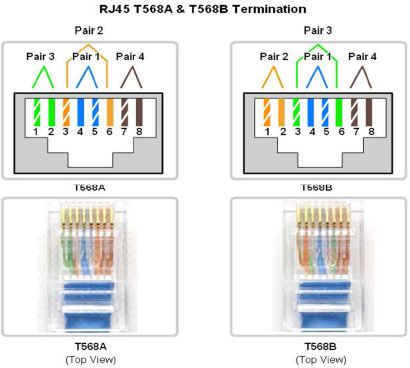 RJ45 T568A & T568B Termination
Pair 2
Pair 3 Pair 1 Pair 4
1 2 3 4 5 6 7 8
T568A
Pair 3
Pair 2 Pair 1 Pair 4
1 2 3 4 5 6 7 8
T568B
T568A
(Top View)
T568B
(Top View)